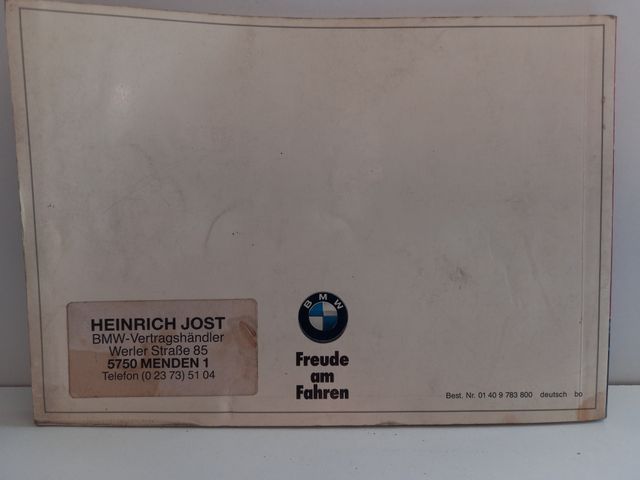 HEINRICH JOST
BMW-Vertragshändler
Werler Straße 85
5750 MENDEN 1
Telefon (0 23 73) 51 04
BMW
Freude
am
Fahren
Best. Nr. 01 40 9 783 800 deutsch bo